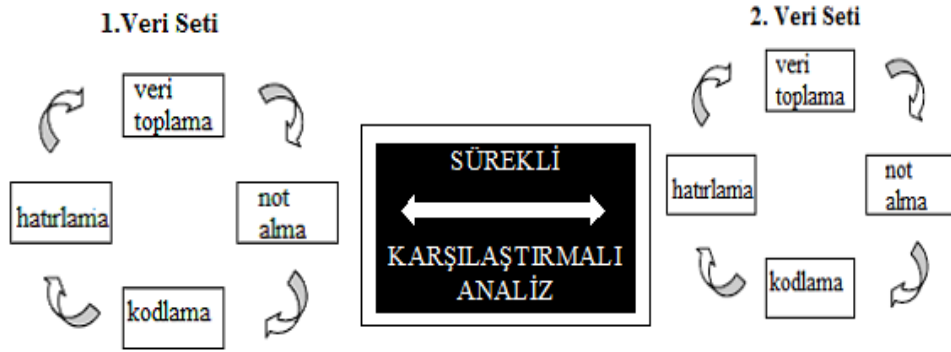 1.Veri Seti
veri
toplama
hatırlama
not
alma
kodlama
SÜREKLİ
KARŞILAŞTIRMALI
ANALİZ
2. Veri Seti
veri
toplama
hatırlama
not
alma
kodlama